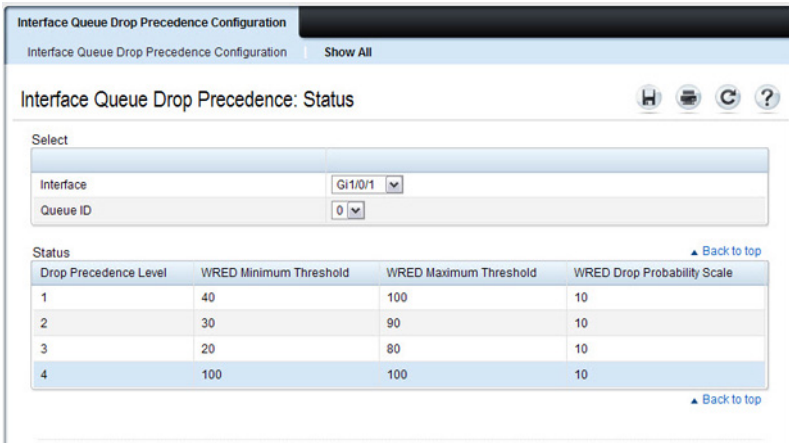 Interface Queue Drop Precedence Configuration
Interface Queue Drop Precedence Configuration Show All
Interface Queue Drop Precedence: Status
Select
Interface Gi1/0/1
Queue ID 0
Status Back to top
Drop Precedence Level WRED Minimum Threshold WRED Maximum Threshold WRED Drop Probability Scale
1 40 100 10
2 30 90 10
3 20 80 10
4 100 100 10
Back to top